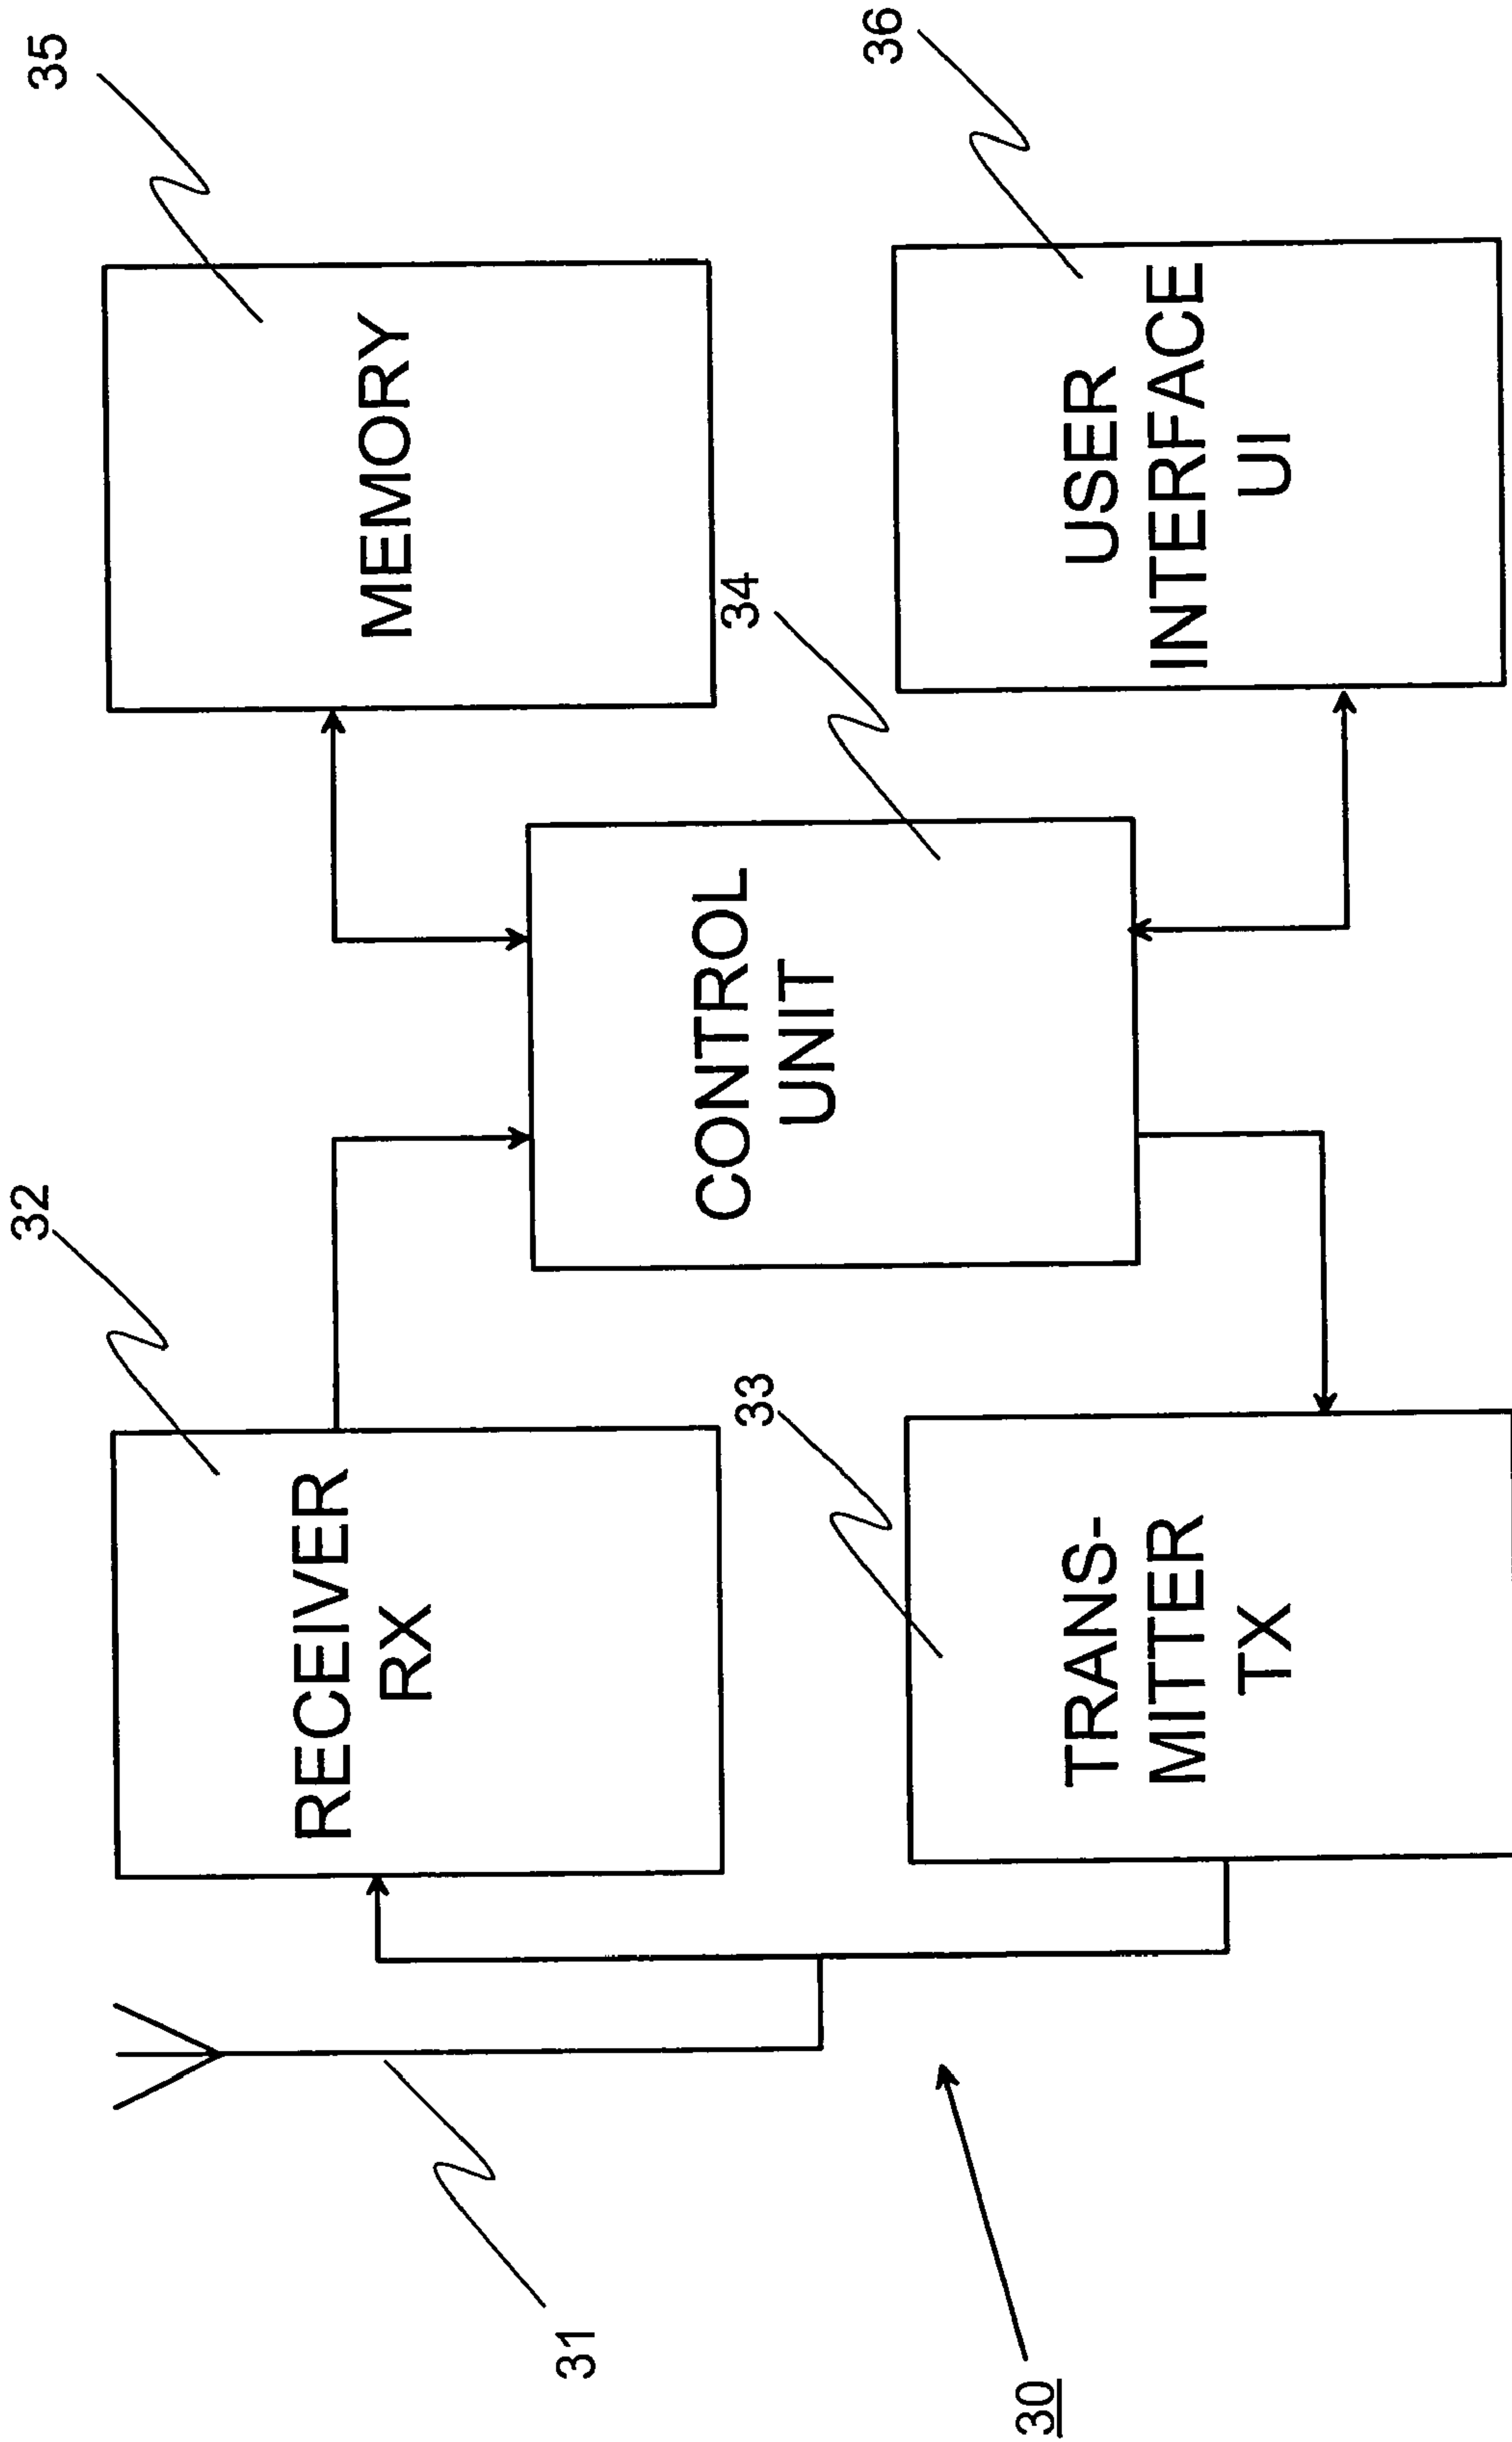 32
35
RECEIVER
RX
MEMORY
34
CONTROL
UNIT
31
33
36
TRANS-
MITTER
TX
USER
INTERFACE
UI
30